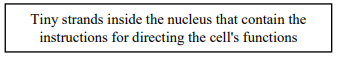 Tiny strands inside the nucleus that contain the
instructions for directing the cell's functions